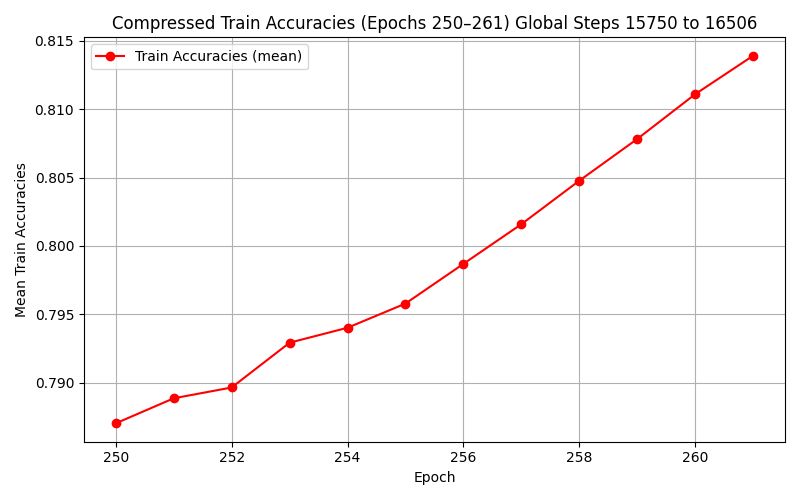 Compressed Train Accuracies (Epochs 250–261) Global Steps 15750 to 16506
Train Accuracies (mean)
Mean Train Accuracies
0.815
0.810
0.805
0.800
0.795
0.790
250 252 254 256 258 260
Epoch